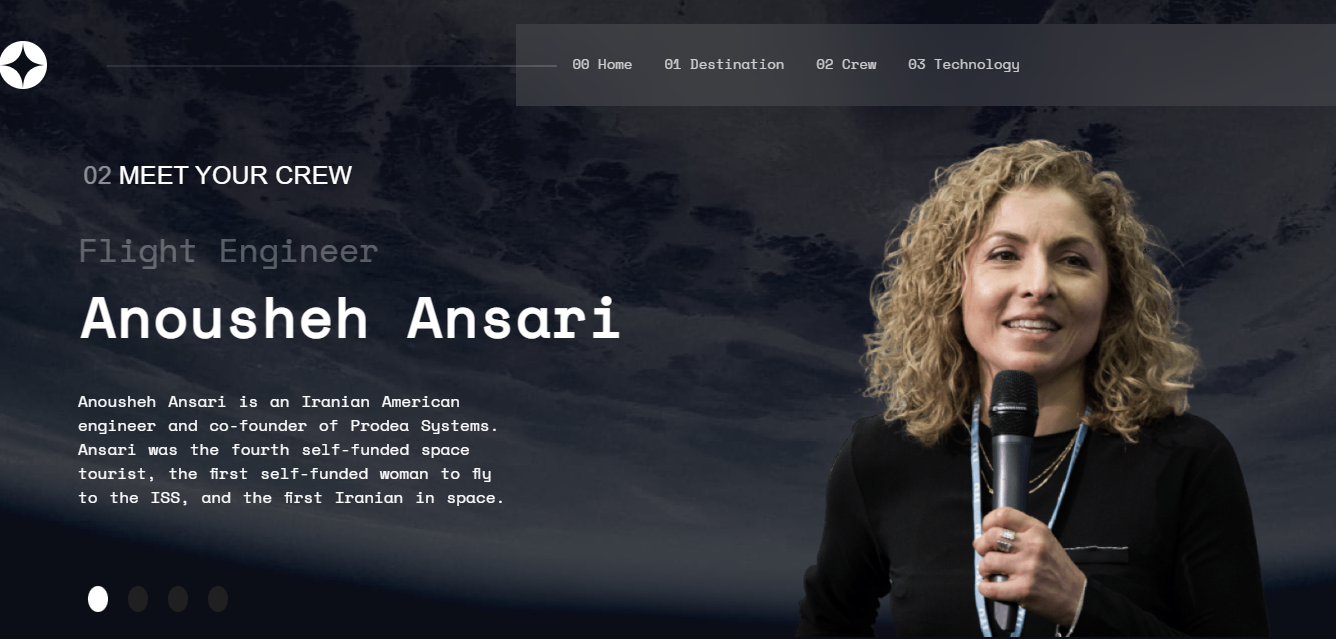 00 Home 01 Destination 02 Crew 03 Technology
02 MEET YOUR CREW
Flight Engineer
Anousheh Ansari
Anousheh Ansari is an Iranian American
engineer and co-founder of Prodea Systems.
Ansari was the fourth self-funded space
tourist, the first self-funded woman to fly
to the ISS, and the first Iranian in space.